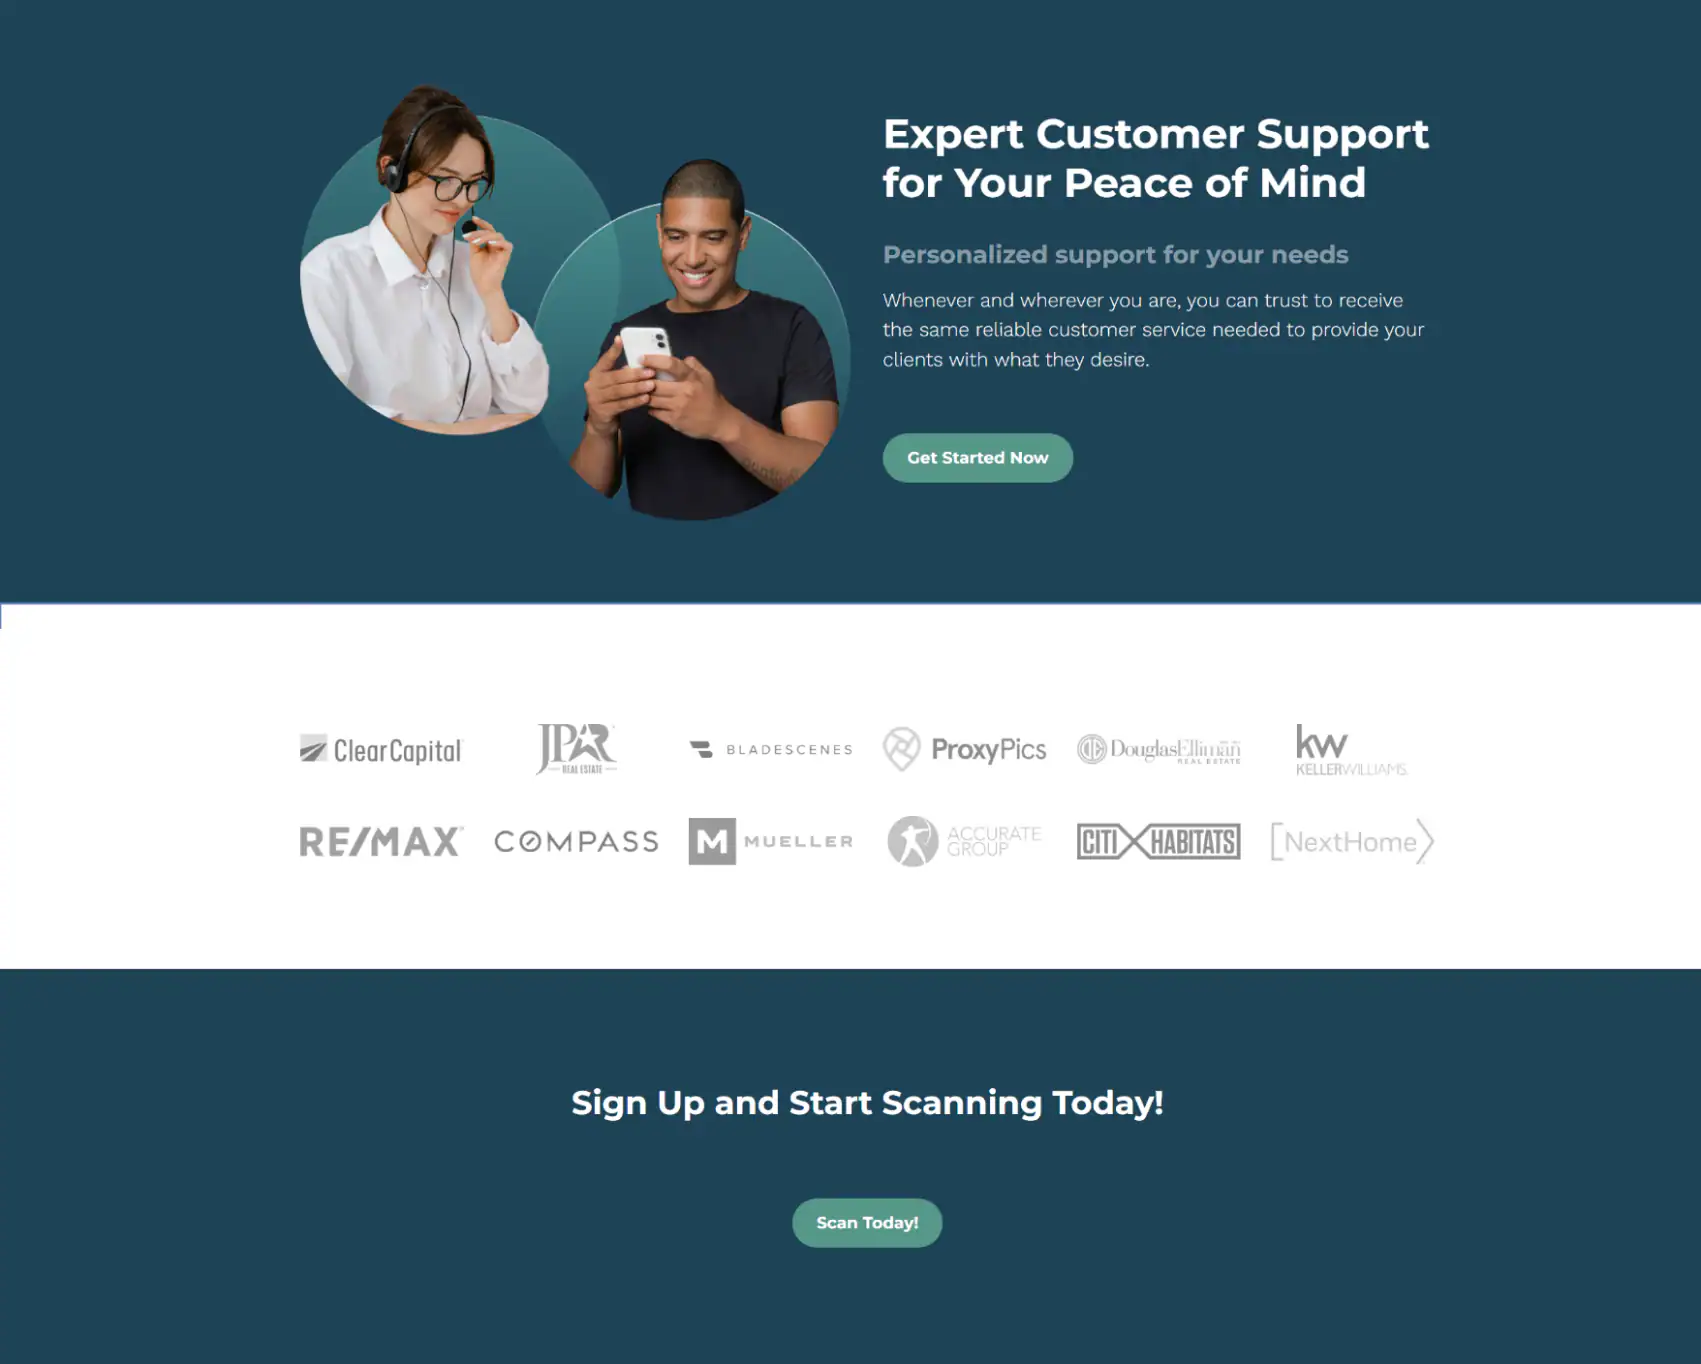 Expert Customer Support
for Your Peace of Mind
Personalized support for your needs
Whenever and wherever you are, you can trust to receive
the same reliable customer service needed to provide your
clients with what they desire.
Get Started Now
ClearCapital
JPAR
REAL ESTATE
BLADESCENES
ProxyPics
DE DouglasElliman
REAL ESTATE
kw
KELLERWILLIAMS.
RE/MAX
COMPASS
M MUELLER
ACCURATE
GROUP
CITI HABITATS
[NextHome>
Sign Up and Start Scanning Today!
Scan Today!